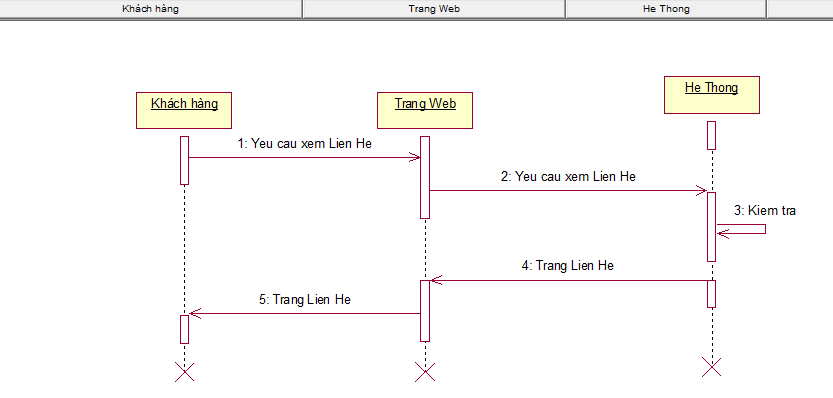 Khách hàng
Trang Web
He Thong
Khách hàng
Trang Web
He Thong
1: Yeu cau xem Lien He
2: Yeu cau xem Lien He
3: Kiem tra
4: Trang Lien He
5: Trang Lien He